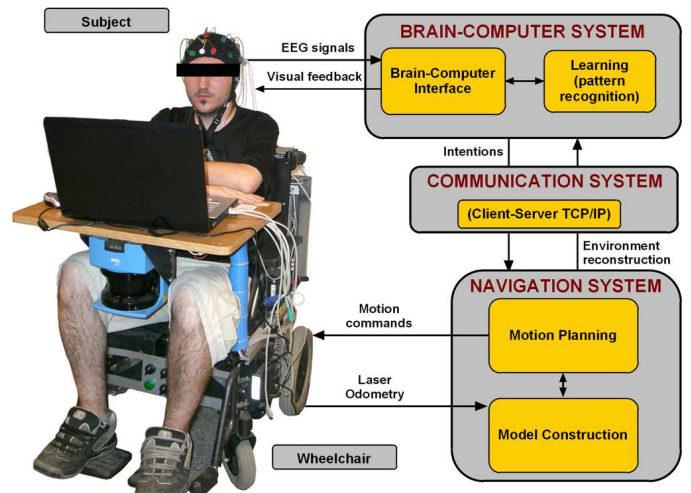 Subject
BRAIN-COMPUTER SYSTEM
EEG signals
Visual feedback
Brain-Computer
Interface
Learning
(pattern
recognition)
Intentions
COMMUNICATION SYSTEM
(Client-Server TCP/IP)
Environment
reconstruction
NAVIGATION SYSTEM
Motion
commands
Motion Planning
Laser
Odometry
Model Construction
Wheelchair